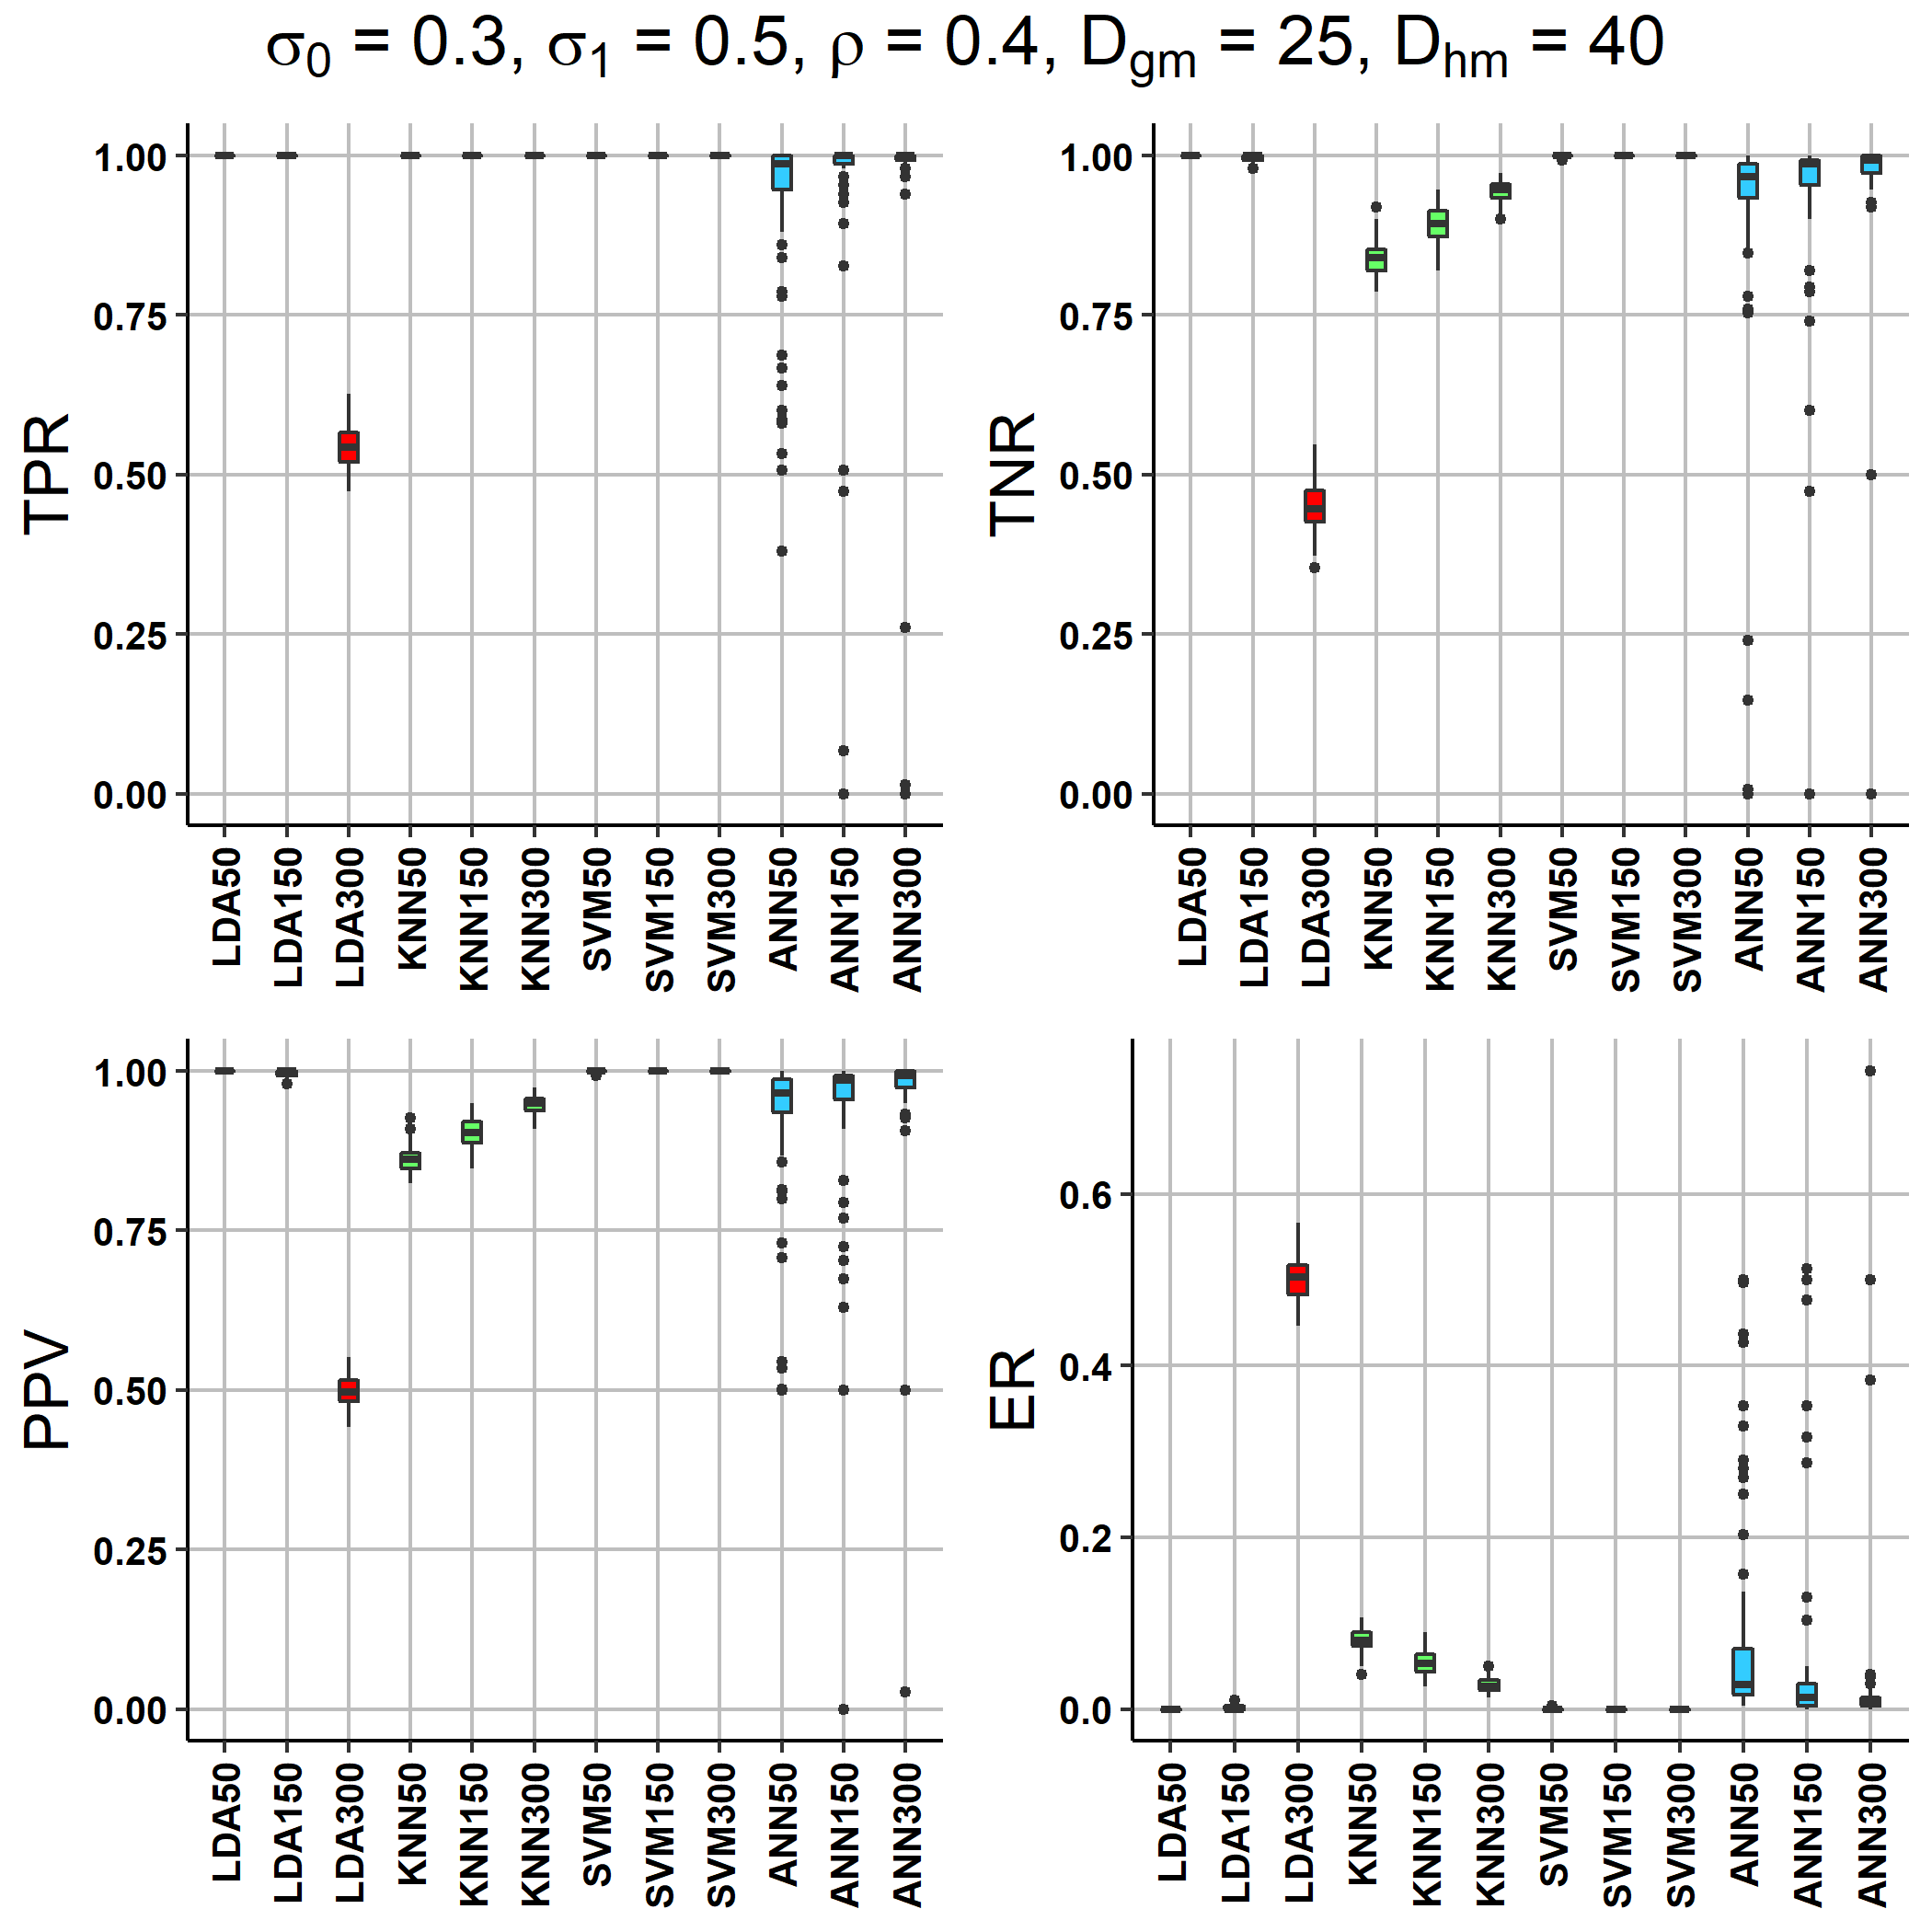 σ0 = 0.3, σ1 = 0.5, ρ = 0.4, Dgm = 25, Dhm = 40
TPR
1.00
0.75
0.50
0.25
0.00
LDA50
LDA150
LDA300
KNN50
KNN150
KNN300
SVM50
SVM150
SVM300
ANN50
ANN150
ANN300
TNR
1.00
0.75
0.50
0.25
0.00
LDA50
LDA150
LDA300
KNN50
KNN150
KNN300
SVM50
SVM150
SVM300
ANN50
ANN150
ANN300
PPV
1.00
0.75
0.50
0.25
0.00
LDA50
LDA150
LDA300
KNN50
KNN150
KNN300
SVM50
SVM150
SVM300
ANN50
ANN150
ANN300
ER
0.6
0.4
0.2
0.0
LDA50
LDA150
LDA300
KNN50
KNN150
KNN300
SVM50
SVM150
SVM300
ANN50
ANN150
ANN300